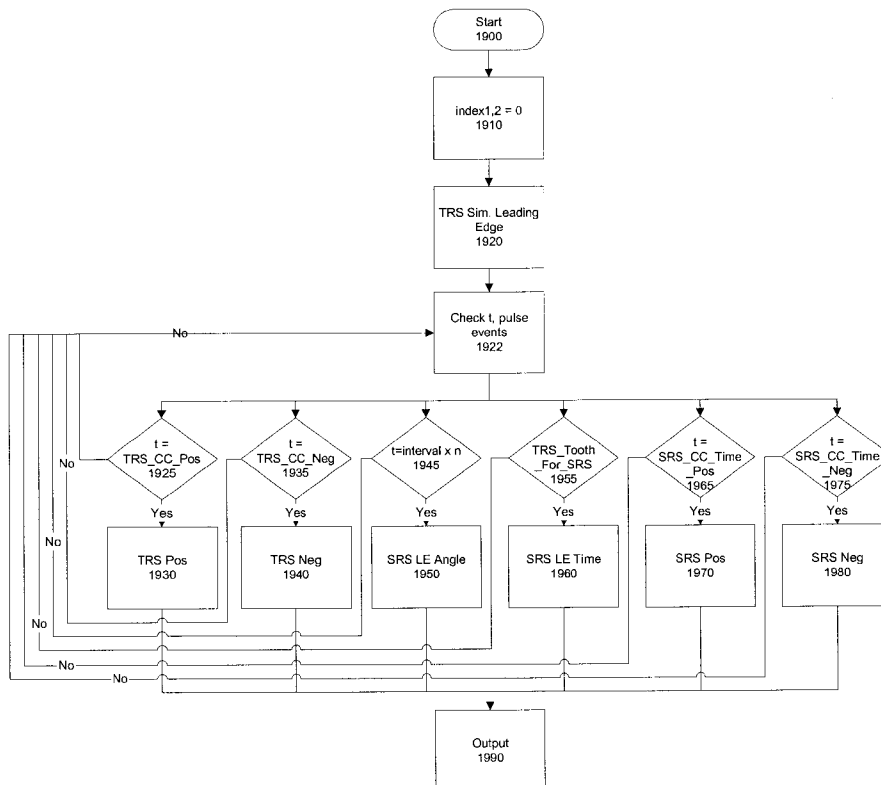 Start
1900
index1,2 = 0
1910
TRS Sim. Leading
Edge
1920
Check t, pulse
events
1922
No
t =
TRS_CC_Pos
1925
t =
TRS_CC_Neg
1935
t=interval x n
1945
TRS_Tooth
_For_SRS
1955
t =
SRS_CC_Time_
Pos
1965
t =
SRS_CC_Time
_Neg
1975
No
Yes
Yes
Yes
Yes
Yes
Yes
No
TRS Pos
1930
TRS Neg
1940
SRS LE Angle
1950
SRS LE Time
1960
SRS Pos
1970
SRS Neg
1980
No
No
No
No
Output
1990